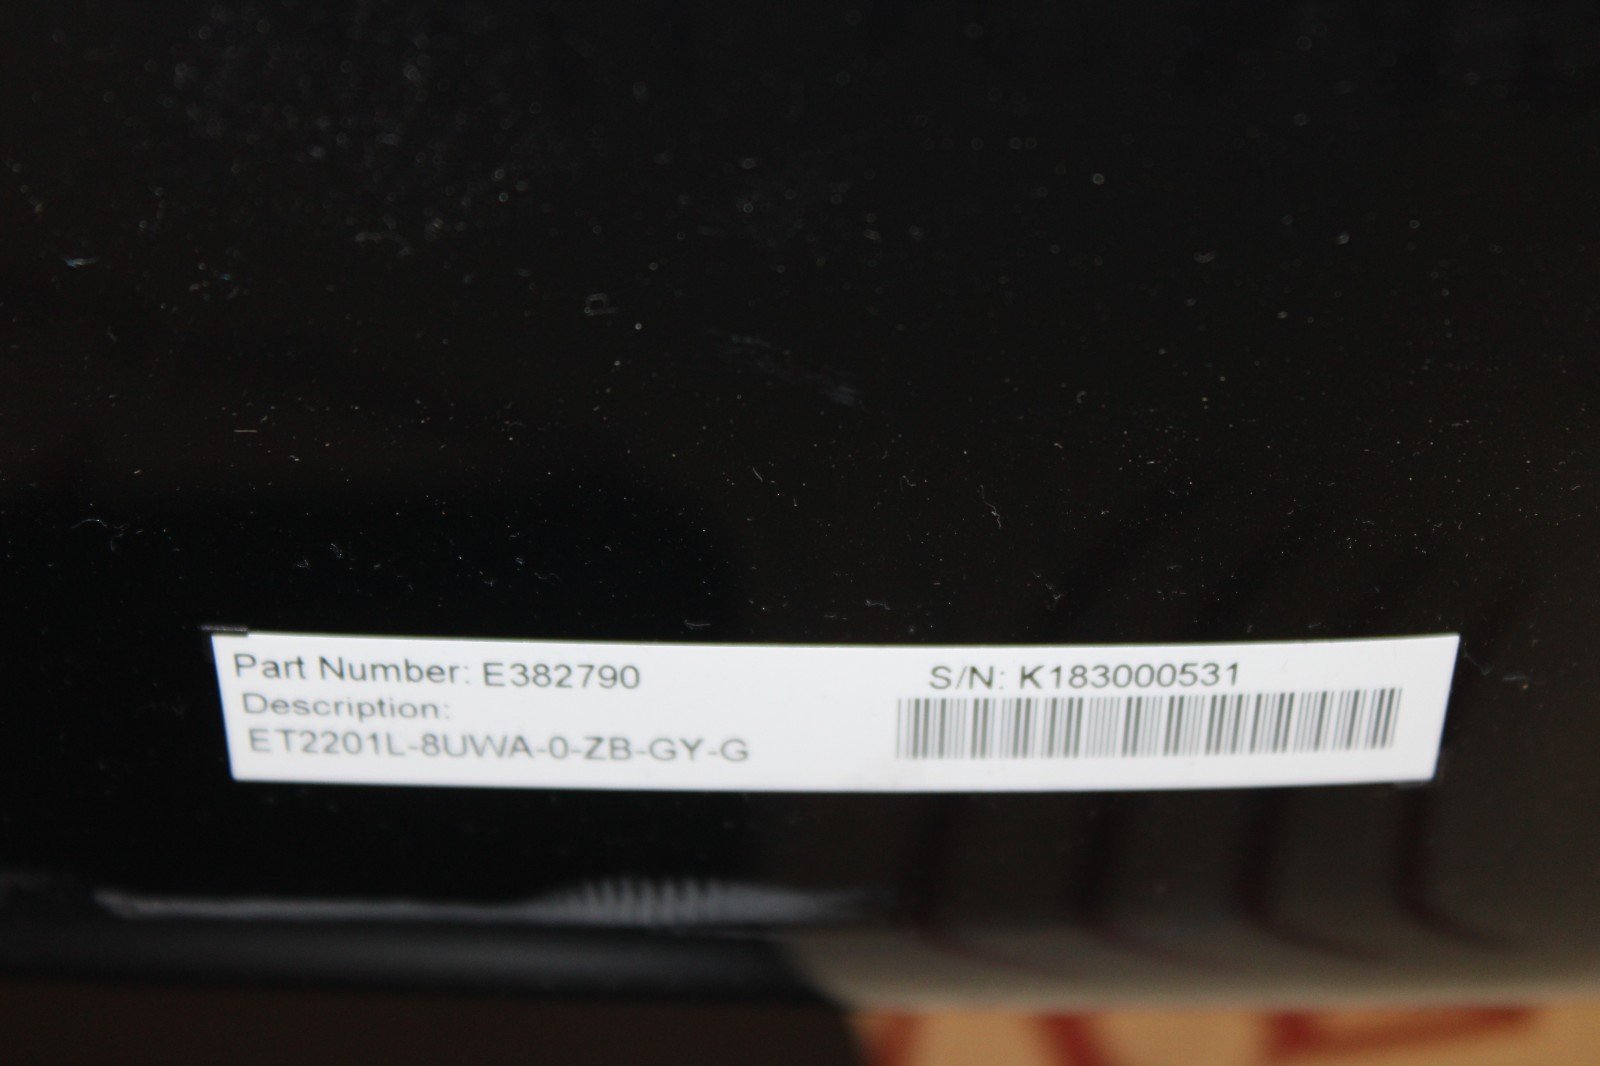 Part Number: E382790
S/N: K183000531
Description:
ET2201L-8UWA-0-ZB-GY-G